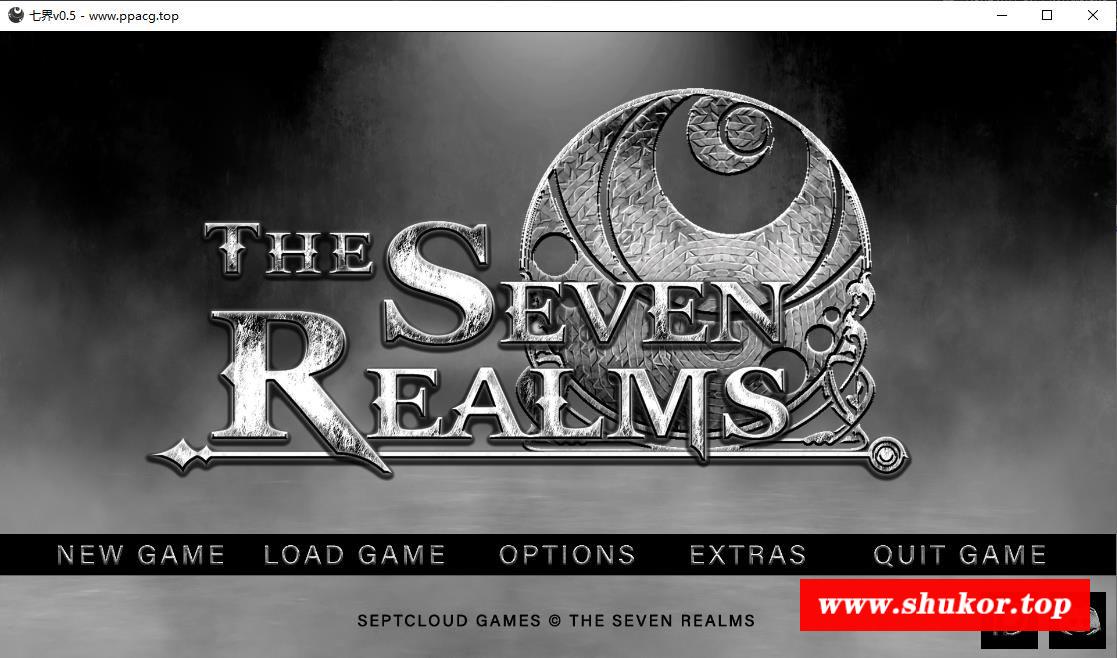 七界v0.5 - www.ppacg.top
THE SEVEN
REALMS
NEW GAME LOAD GAME OPTIONS EXTRAS QUIT GAME
www.shukor.top
SEPTCLOUD GAMES © THE SEVEN REALMS